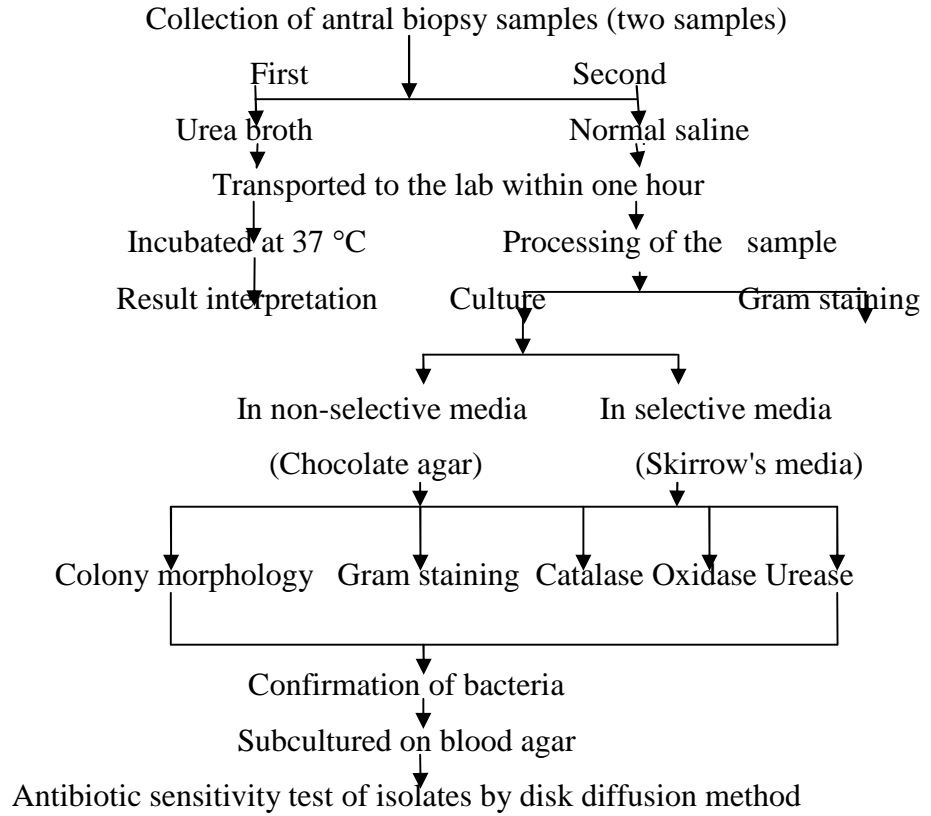 Collection of antral biopsy samples (two samples)
First Second
Urea broth Normal saline
Transported to the lab within one hour
Incubated at 37 °C Processing of the sample
Result interpretation Culture Gram staining
In non-selective media In selective media
(Chocolate agar) (Skirrow's media)
Colony morphology Gram staining Catalase Oxidase Urease
Confirmation of bacteria
Subcultured on blood agar
Antibiotic sensitivity test of isolates by disk diffusion method